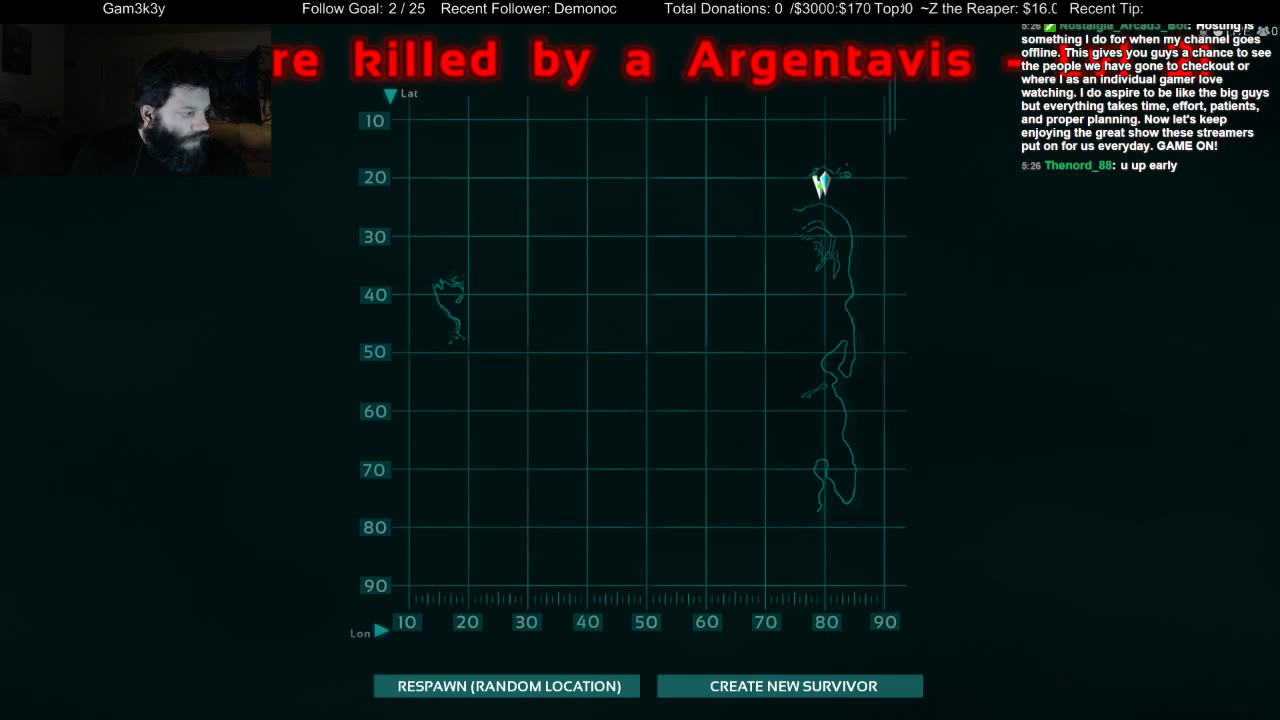 Gam3k3y Follow Goal: 2 / 25 Recent Follower: Demonoc Total Donations: 0 /$3000:$170 Top ~Z the Reaper: $16. Recent Tip:
re killed by a Argentavis -
5:26 Nostalgia_Arcad3_Bot: Hosting is
something I do for when my channel goes
offline. This gives you guys a chance to see
the people we have gone to checkout or
where I as an individual gamer love
watching. I do aspire to be like the big guys
but everything takes time, effort, patients,
and proper planning. Now let's keep
enjoying the great show these streamers
put on for us everyday. GAME ON!
5:26 Thenord_88: u up early
Lat
10
20
30
40
50
60
70
80
90
Lon 10 20 30 40 50 60 70 80 90
RESPAWN (RANDOM LOCATION) CREATE NEW SURVIVOR